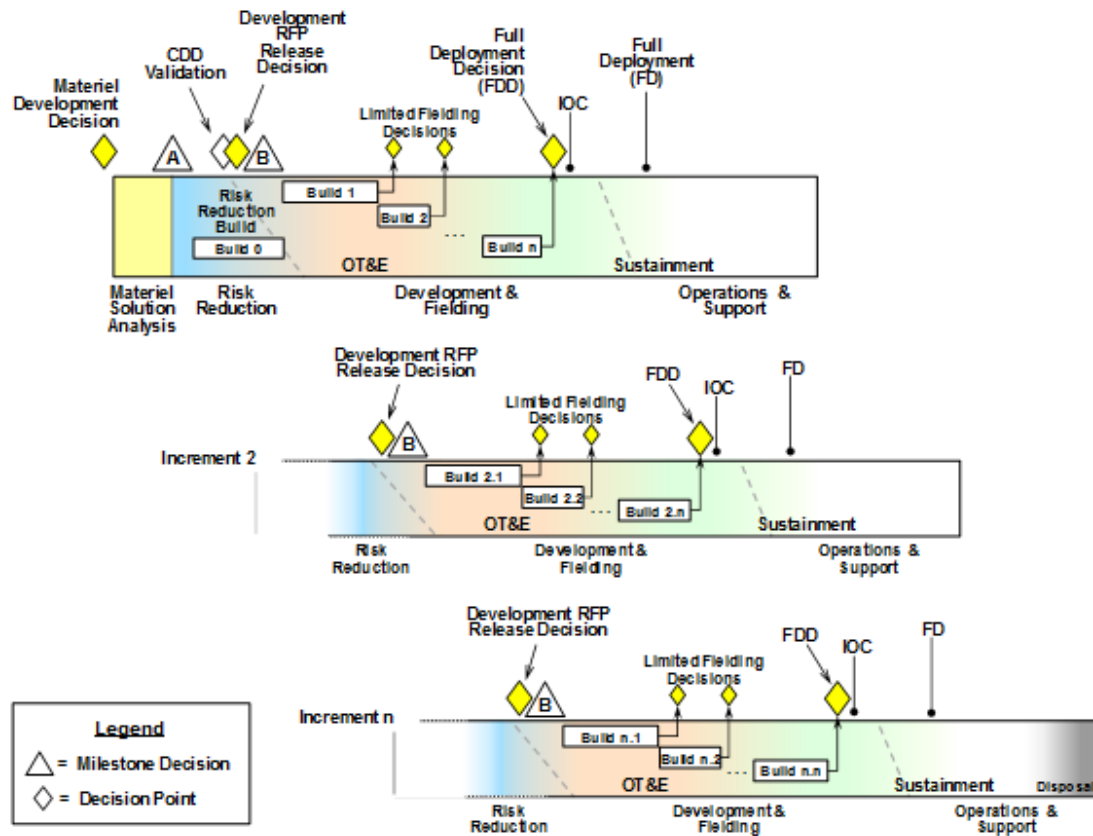 Development
RFP
Release
Decision
CDD
Validation
Materiel
Development
Decision
Full
Deployment
Decision
(FDD)
Full
Deployment
(FD)
IOC
Limited Fielding
Decisions
A
B
Risk
Reduction
Build
Build 0
Build 1
Build 2
....
Build n
OT&E
Sustainment
Materiel
Solution
Analysis
Risk
Reduction
Development &
Fielding
Operations &
Support
Development RFP
Release Decision
Limited Fielding
Decisions
FDD
IOC
FD
B
Increment 2
Build 2.1
Build 2.2
....
Build 2.n
OT&E
Sustainment
Risk
Reduction
Development &
Fielding
Operations &
Support
Development RFP
Release Decision
Limited Fielding
Decisions
FDD
IOC
FD
B
Increment n
Build n.1
Build n.2
....
Build n.n
OT&E
Sustainment
Disposal
Risk
Reduction
Development &
Fielding
Operations &
Support
Legend
= Milestone Decision
= Decision Point